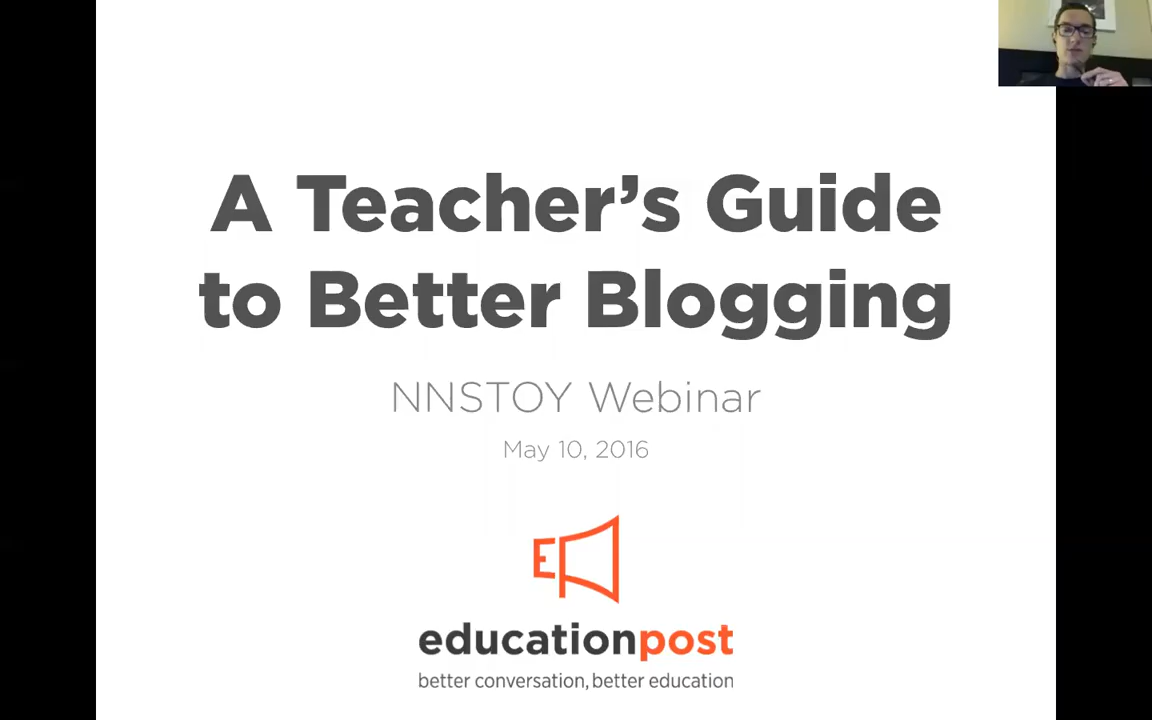 A Teacher’s Guide
to Better Blogging
NNSTOY Webinar
May 10, 2016
E
educationpost
better conversation, better education